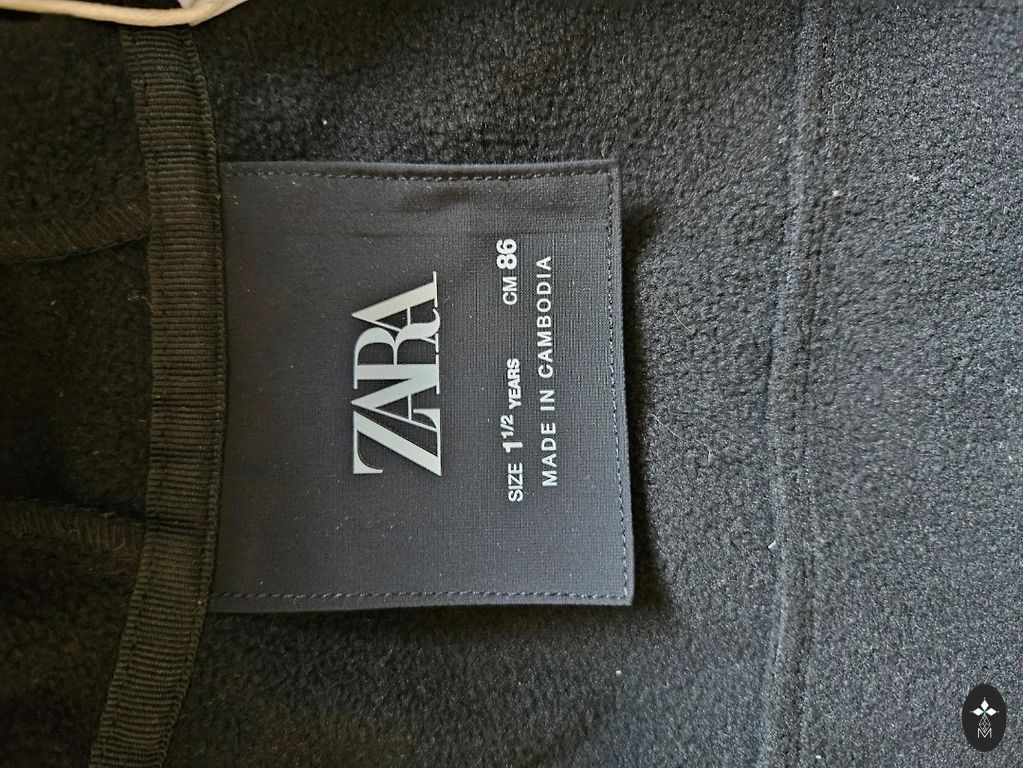 ZARA
SIZE 1 1/2 YEARS CM 86
MADE IN CAMBODIA
M